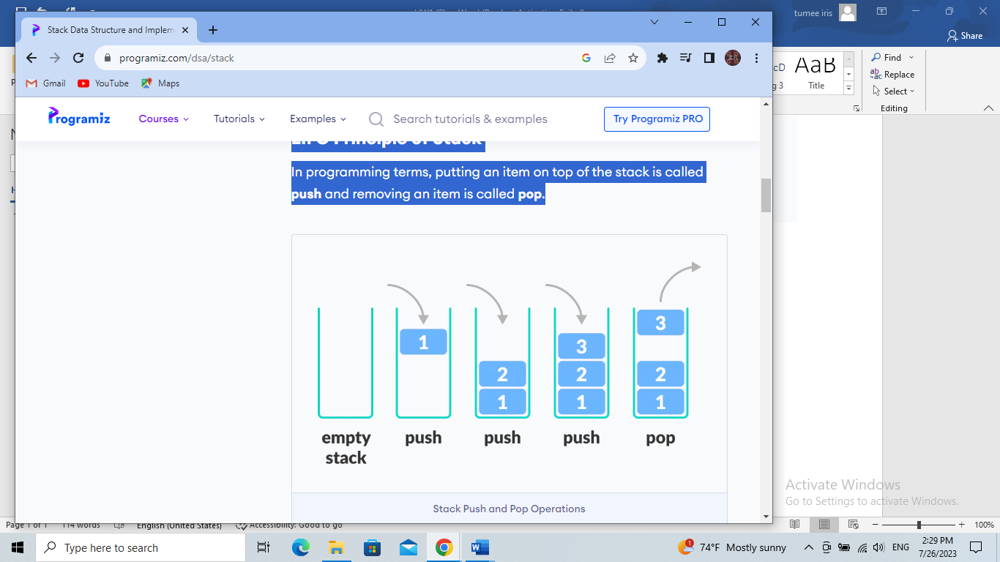 tumee iris
Share
Stack Data Structure and Implem
programiz.com/dsa/stack
Gmail
YouTube
Maps
AaB
Title
Find
Replace
Select
Editing
Programiz
Courses
Tutorials
Examples
Search tutorials & examples
Try Programiz PRO
In programming terms, putting an item on top of the stack is called
push and removing an item is called pop.
1
2
1
3
2
1
3
2
1
empty
stack
push
push
push
pop
Stack Push and Pop Operations
Activate Windows
Go to Settings to activate Windows.
Page 1 of 1
114 words
English (United States)
Accessibility: Good to go
100%
Type here to search
74°F Mostly sunny
ENG
2:29 PM
7/26/2023